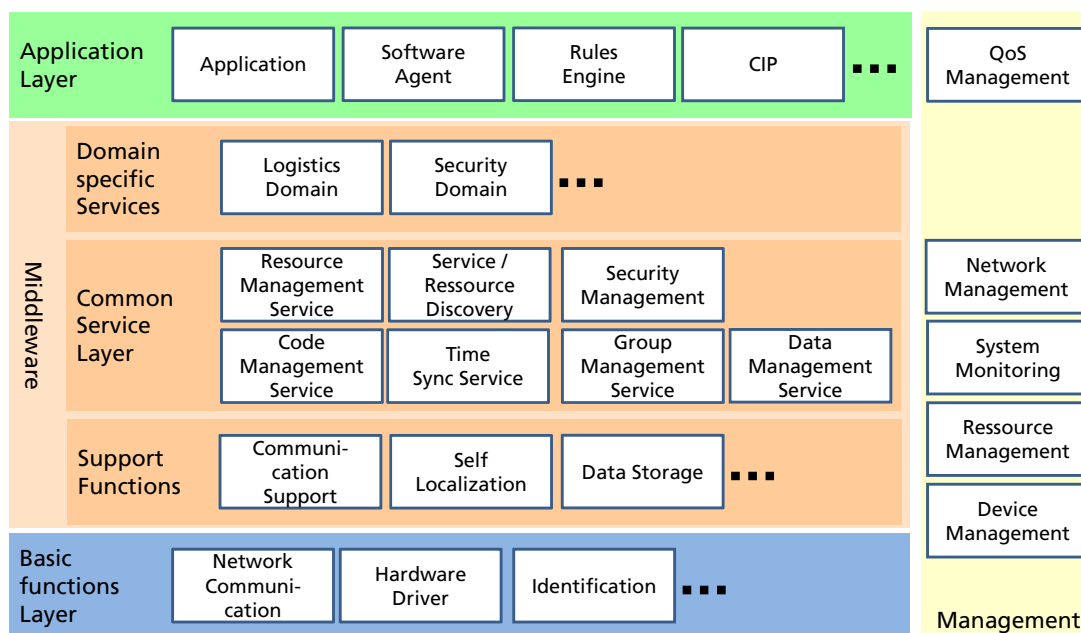 Application
Layer
Application
Software
Agent
Rules
Engine
CIP
...
QoS
Management
Middleware
Domain
specific
Services
Logistics
Domain
Security
Domain
...
Common
Service
Layer
Resource
Management
Service
Service /
Ressource
Discovery
Security
Management
Code
Management
Service
Time
Sync Service
Group
Management
Service
Data
Management
Service
Support
Functions
Communi-
cation
Support
Self
Localization
Data Storage
...
Basic
functions
Layer
Network
Communi-
cation
Hardware
Driver
Identification
...
Network
Management
System
Monitoring
Ressource
Management
Device
Management
Management